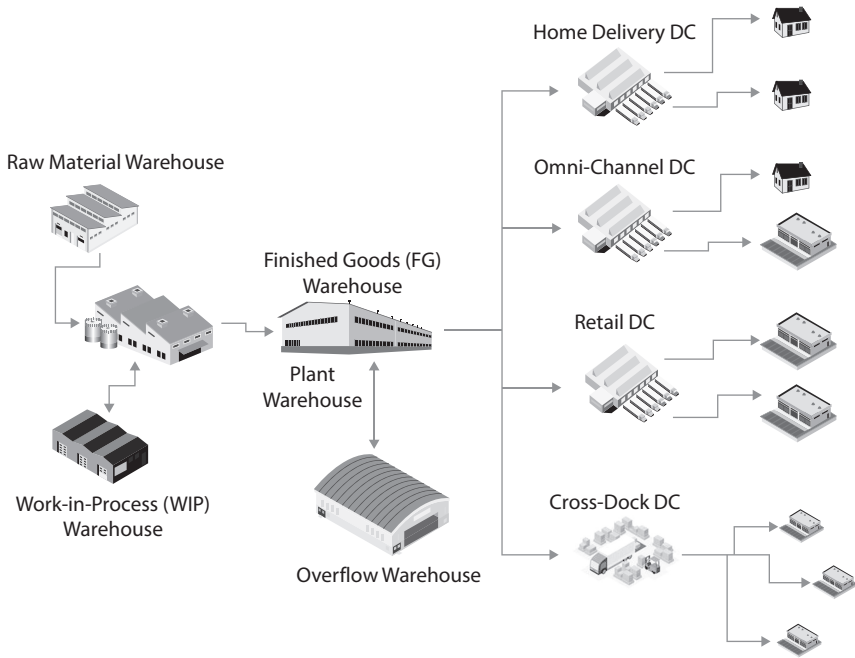 Home Delivery DC
Raw Material Warehouse
Omni-Channel DC
Finished Goods (FG)
Warehouse
Retail DC
Plant
Warehouse
Work-in-Process (WIP)
Warehouse
Cross-Dock DC
Overflow Warehouse